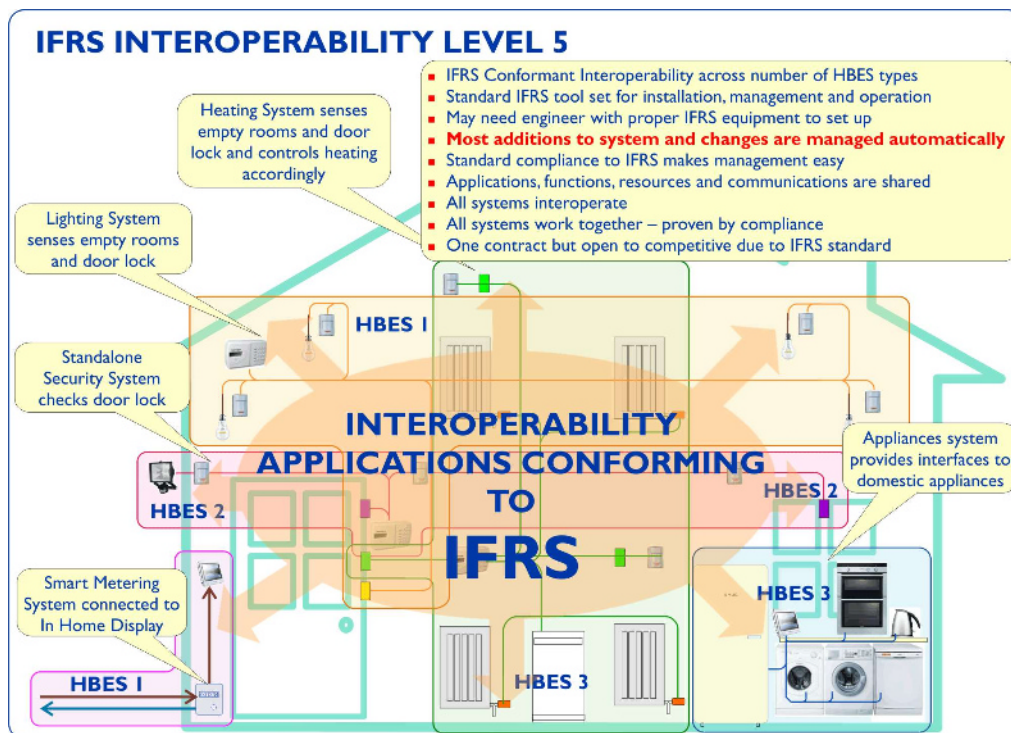 IFRS INTEROPERABILITY LEVEL 5
IFRS Conformant Interoperability across number of HBES types
Standard IFRS tool set for installation, management and operation
May need engineer with proper IFRS equipment to set up
Most additions to system and changes are managed automatically
Standard compliance to IFRS makes management easy
Applications, functions, resources and communications are shared
All systems interoperate
All systems work together – proven by compliance
One contract but open to competitive due to IFRS standard
Heating System senses
empty rooms and door
lock and controls heating
accordingly
Lighting System
senses empty rooms
and door lock
HBES 1
Standalone
Security System
checks door lock
INTEROPERABILITY
APPLICATIONS CONFORMING
TO
IFRS
Appliances system
provides interfaces to
domestic appliances
HBES 2
HBES 2
Smart Metering
System connected to
In Home Display
HBES 1
HBES 3
HBES 3